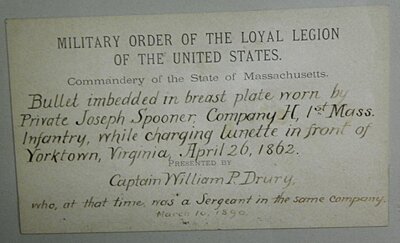 MILITARY ORDER OF THE LOYAL LEGION
OF THE UNITED STATES.
Commandery of the State of Massachusetts.
Bullet imbedded in breast plate worn by
Private Joseph Spooner, Company H, 1st Mass.
Infantry, while charging lunette in front of
Yorktown, Virginia, April 26, 1862.
PRESENTED BY
Captain William P. Drury,
who, at that time, was a Sergeant in the same company.
March 10, 1890.